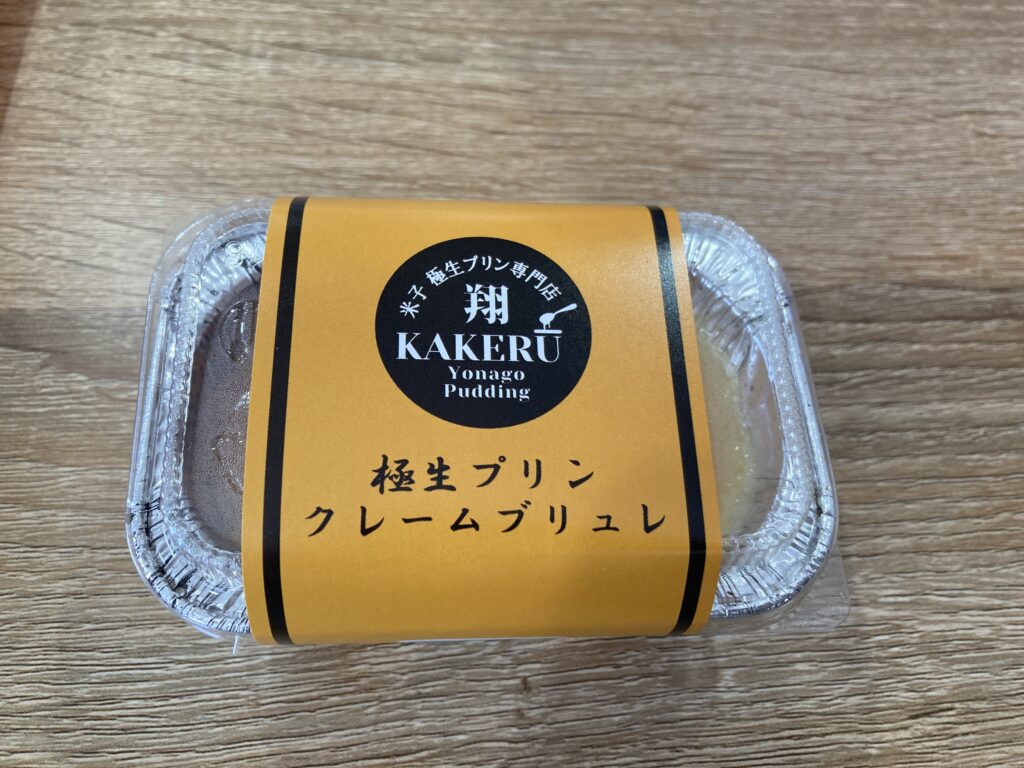 米子 極生プリン専門店
翔
KAKERU
Yonago
Pudding
極生プリン
クレームブリュレ